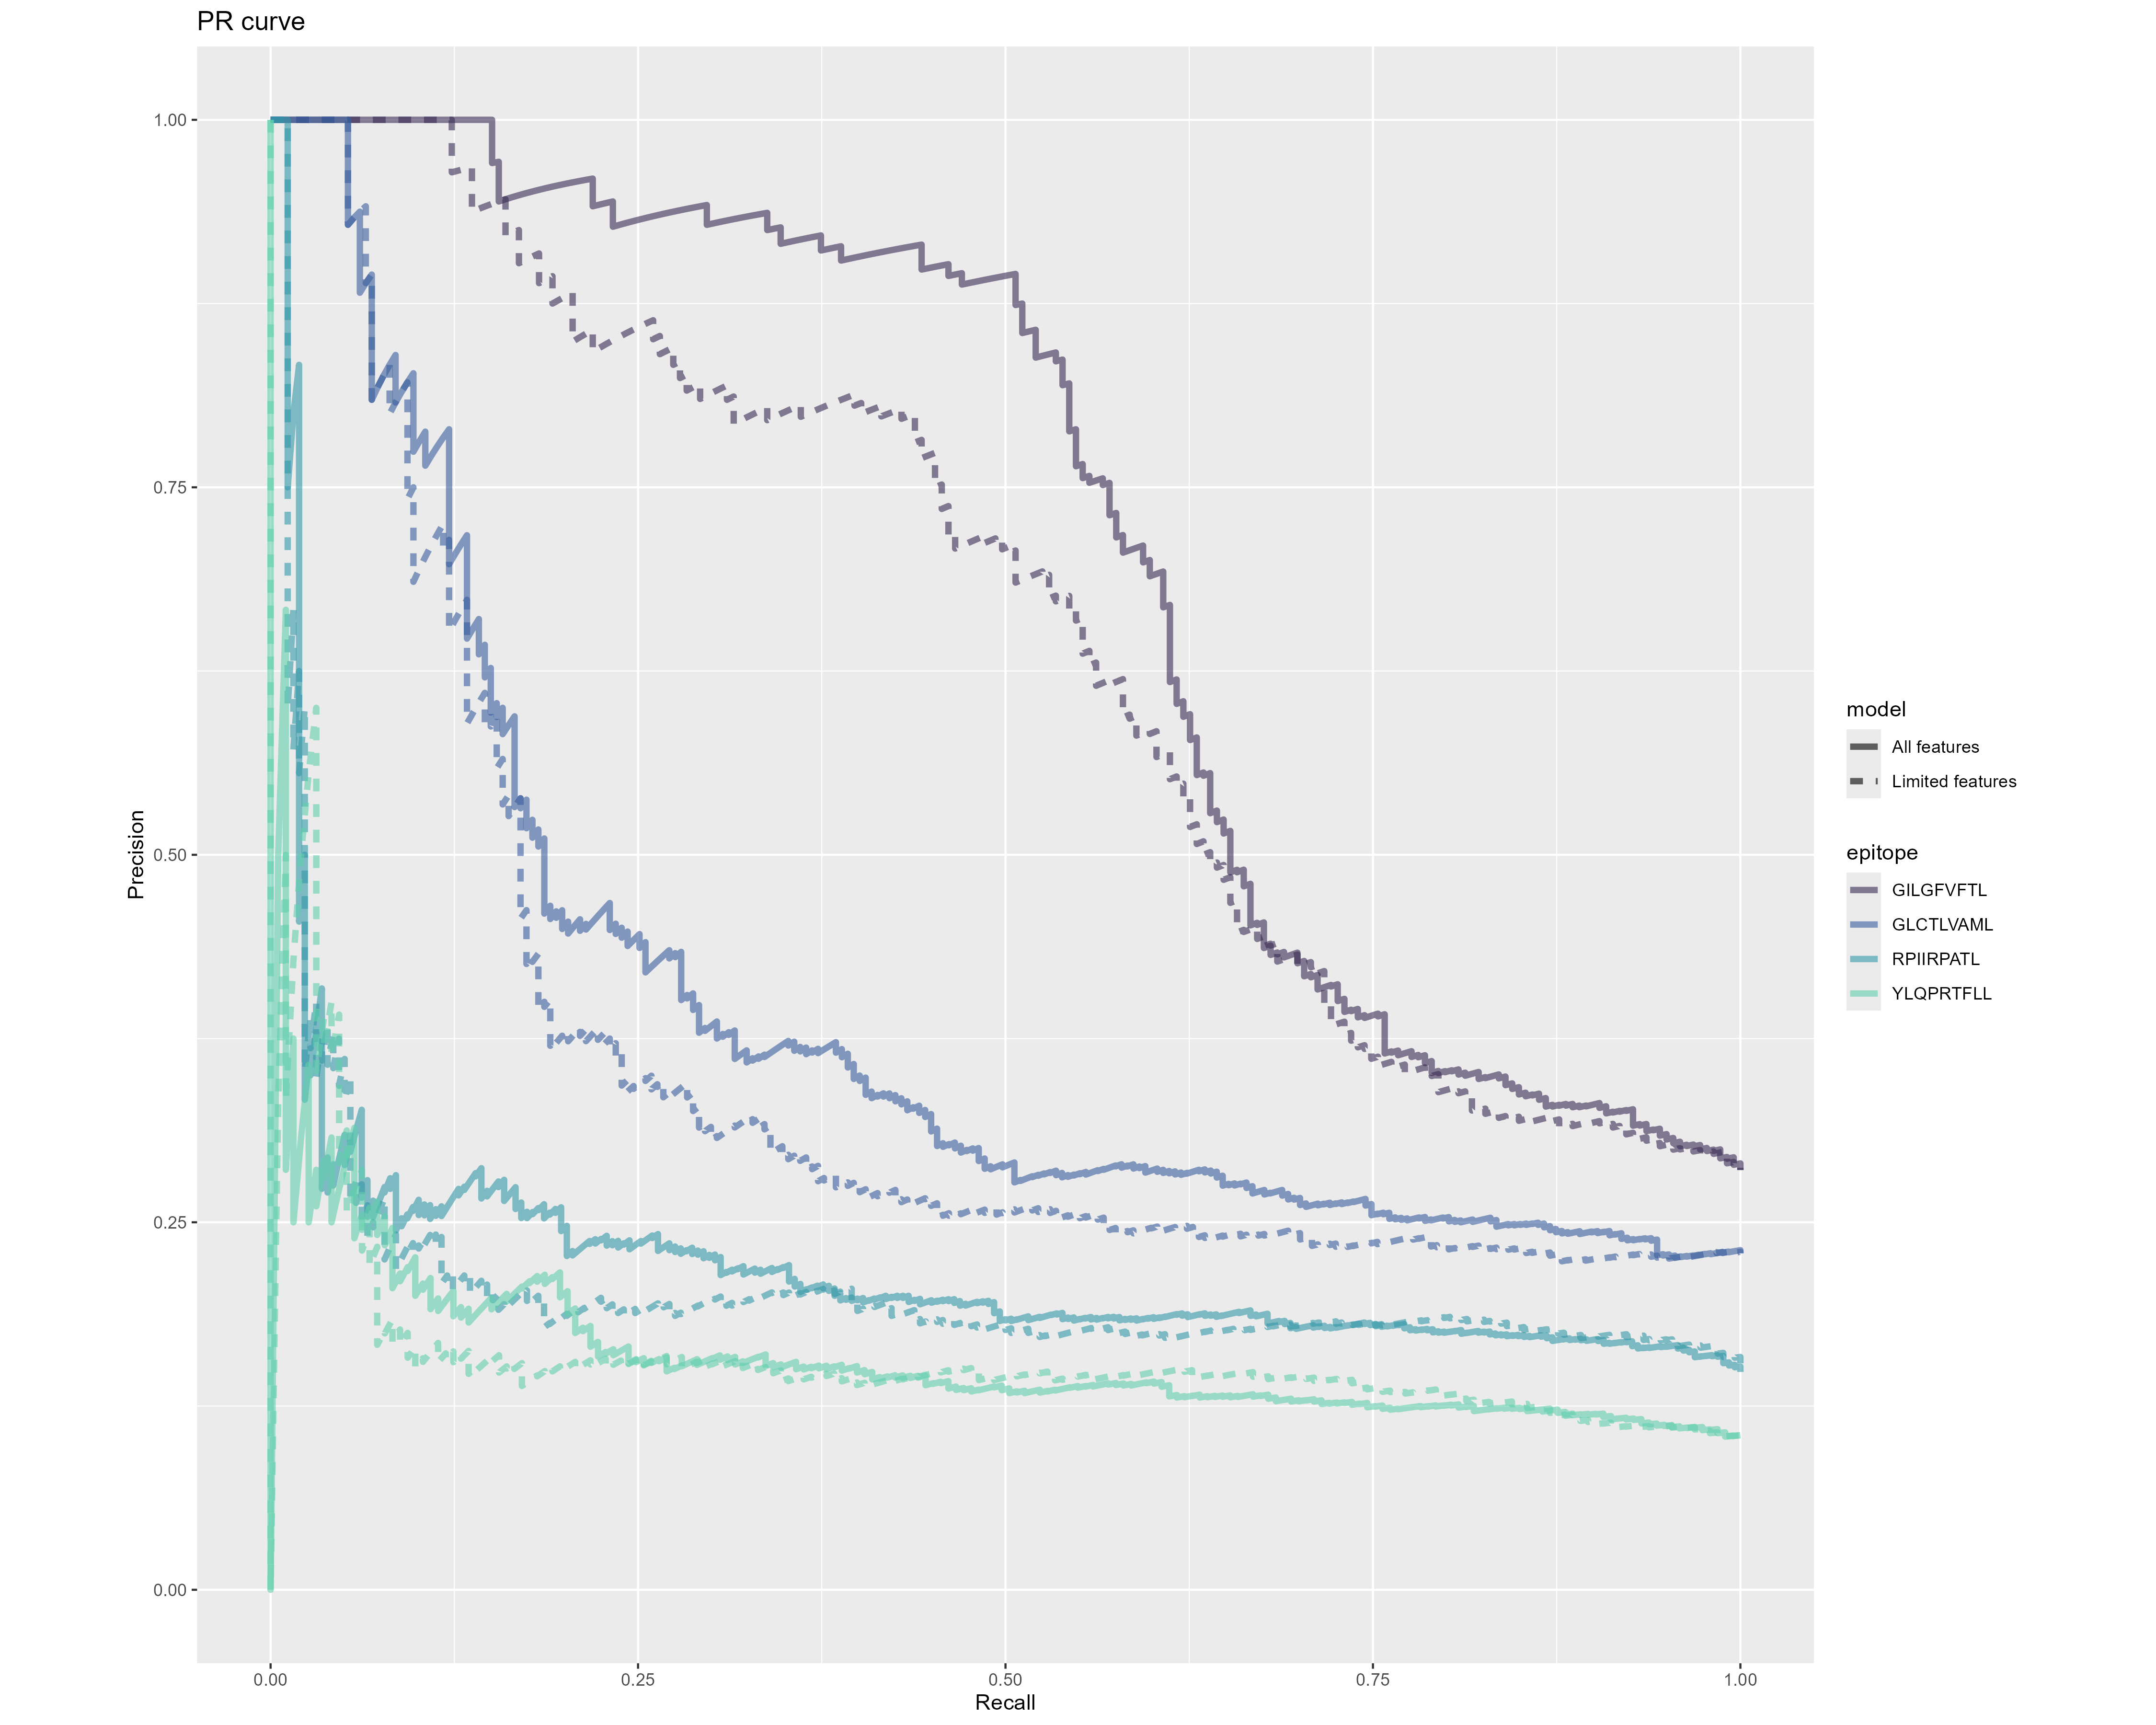 PR curve
1.00
0.75
0.50
0.25
0.00
Precision
0.00
0.25
0.50
0.75
1.00
Recall
model
All features
Limited features
epitope
GILGFVFTL
GLCTLVAML
RPIIRPATL
YLQPRTFLL